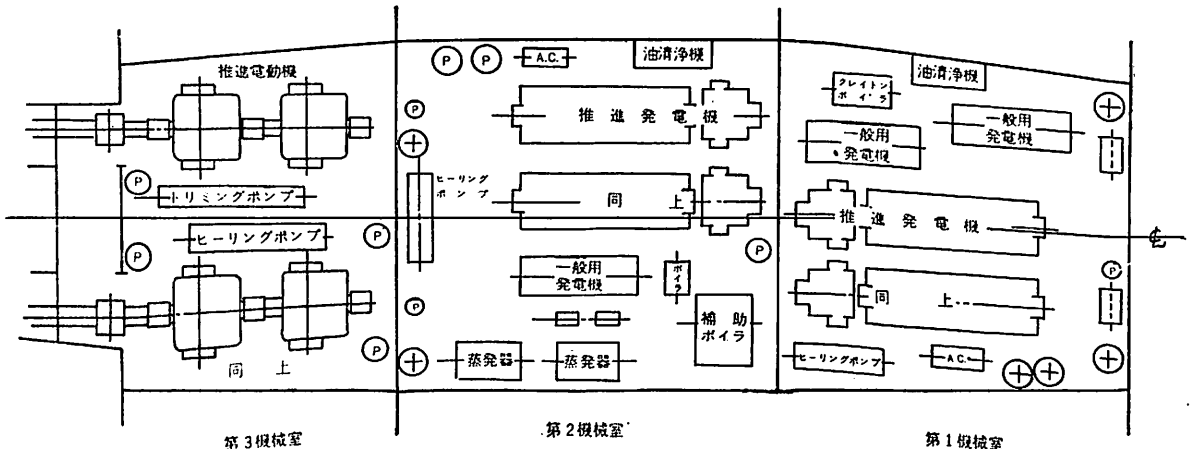 推進電動機
トリミングポンプ
ヒーリングポンプ
同上
第3機械室
P
P
P
P
P
P
A.C.
油清浄機
推進発電機
P
ヒーリング
ポンプ
同上
P
一般用
発電機
ボイラ
P
補助
ボイラ
蒸発器
蒸発器
第2機械室
油清浄機
クレイトン
ボイラ
一般用
発電機
一般用
発電機
推進発電機
℄
P
同上
ヒーリングポンプ
A.C.
第1機械室